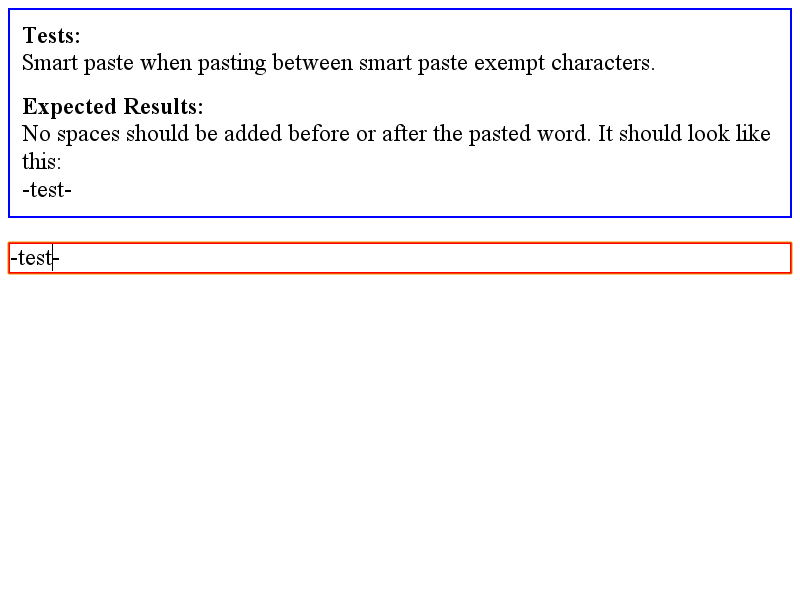 Tests:
Smart paste when pasting between smart paste exempt characters.
Expected Results:
No spaces should be added before or after the pasted word. It should look like
this:
-test-
-test-